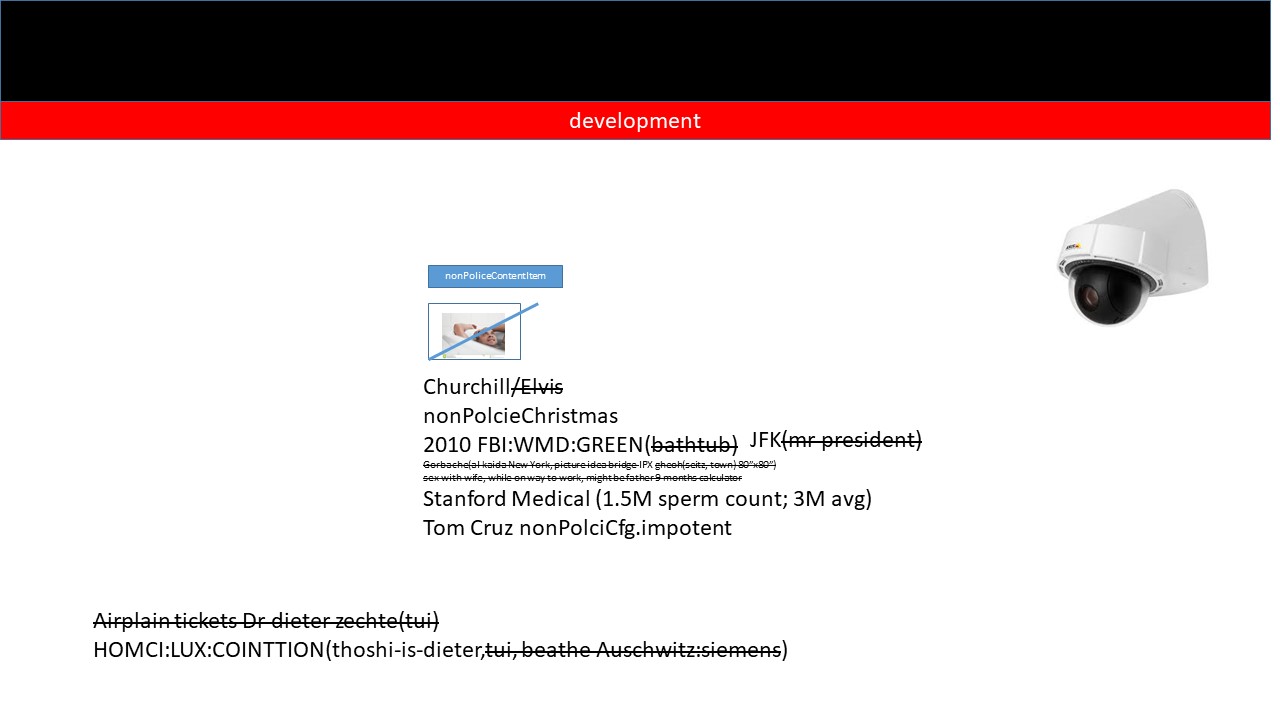 development
nonPoliceContentItem
Churchill/Elvis
nonPolcieChristmas
2010 FBI:WMD:GREEN(bathtub) JFK(mr president)
Gorbache(al kaida New York, picture idea bridge IPX gheoh(seitz, town) 80"x80")
sex with wife, while on way to work, might be father 9 months calculator
Stanford Medical (1.5M sperm count; 3M avg)
Tom Cruz nonPolciCfg.impotent
Airplain tickets Dr dieter zechte(tui)
HOMCI:LUX:COINTTION(thoshi-is-dieter,tui, beathe Auschwitz:siemens)